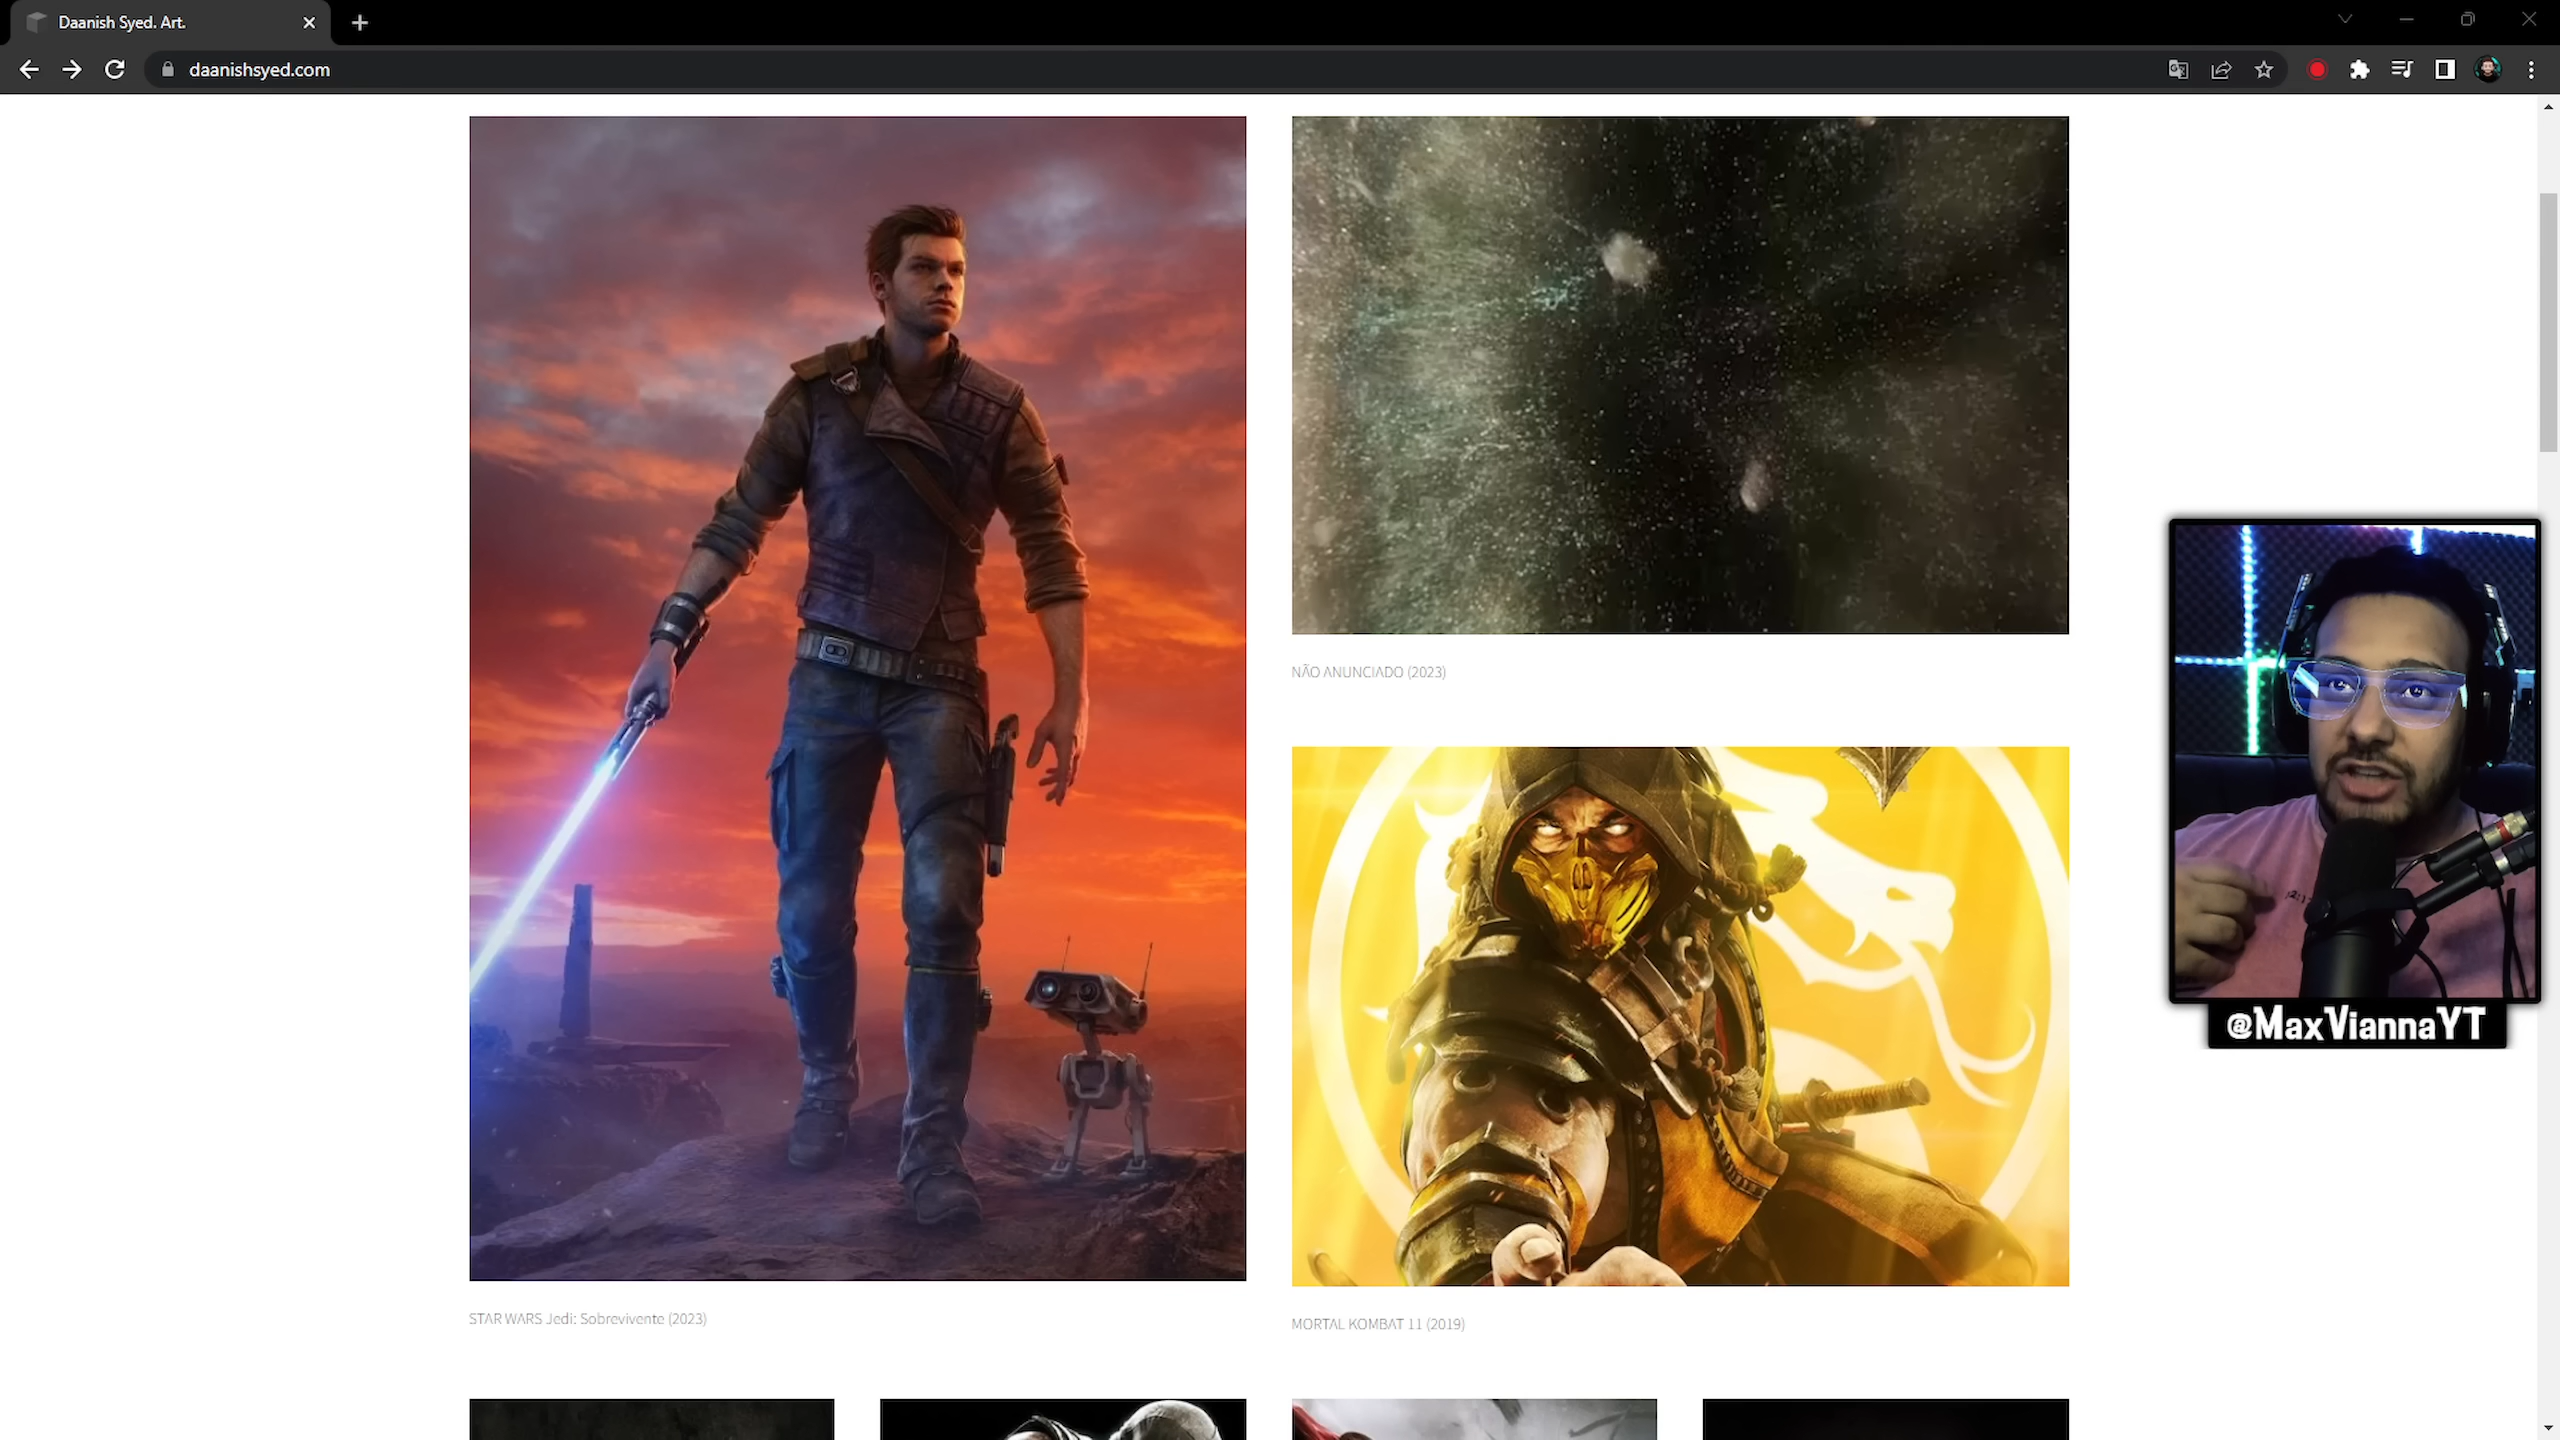 Daanish Syed. Art.
daanishsyed.com
NÃO ANUNCIADO (2023)
@MaxViannaYT
STAR WARS Jedi: Sobrevivente (2023)
MORTAL KOMBAT 11 (2019)